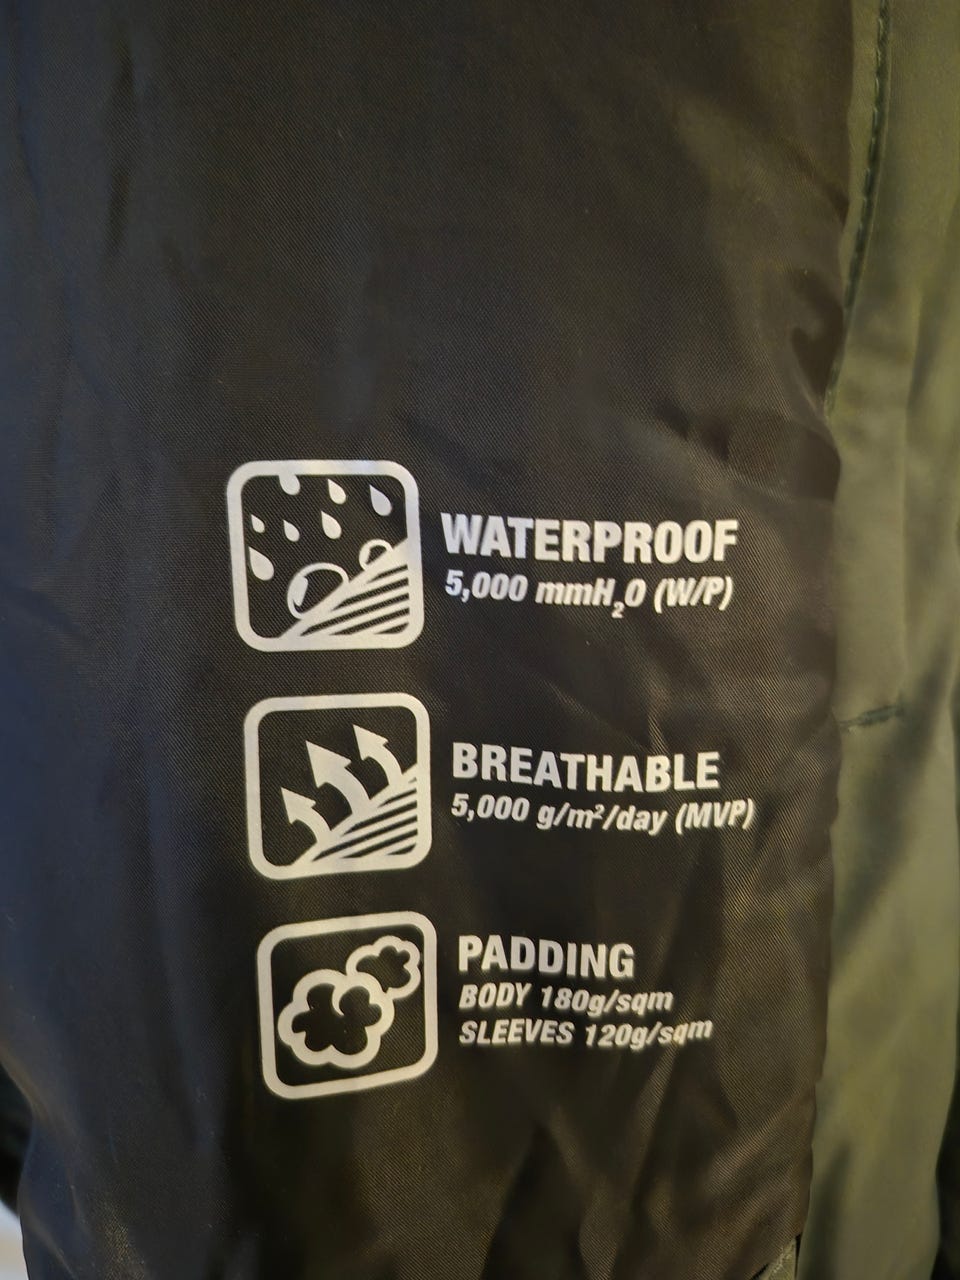 WATERPROOF
5,000 mmH₂O (W/P)
BREATHABLE
5,000 g/m²/day (MVP)
PADDING
BODY 180g/sqm
SLEEVES 120g/sqm